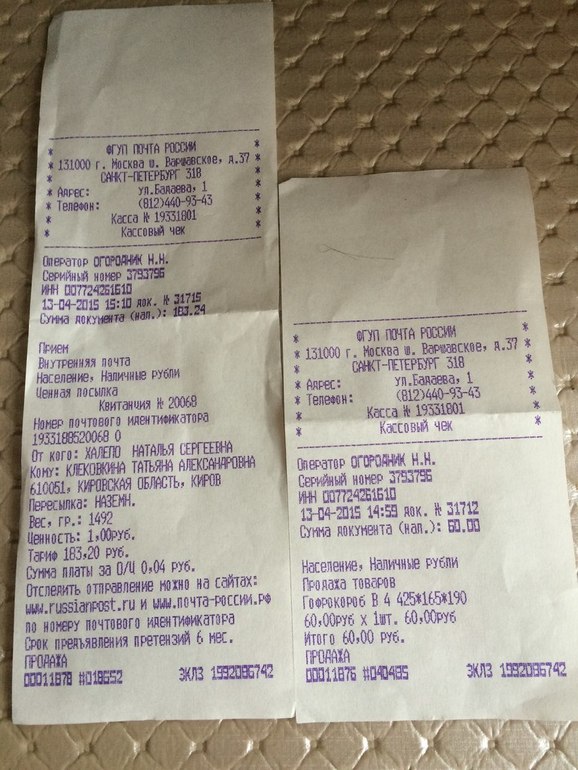 ФГУП ПОЧТА РОССИИ
131000 г. Москва ш. Варшавское, д.37
САНКТ-ПЕТЕРБУРГ 318
Адрес: ул.Бадаева, 1
Телефон: (812)440-93-43
Касса № 19331801
Кассовый чек
Оператор ОГОРОДНИК Н.Н.
Серийный номер 3793796
ИНН 007724261610
13-04-2015 15:10 док. № 31715
Сумма документа (нал.): 183.24
Прием
Внутренняя почта
Население, Наличные рубли
Ценная посылка
Квитанция № 20068
Номер почтового идентификатора
1933188520068 0
От кого: ХАЛЕПО НАТАЛЬЯ СЕРГЕЕВНА
Кому: КЛЕКОВКИНА ТАТЬЯНА АЛЕКСАНДРОВНА
610051, КИРОВСКАЯ ОБЛАСТЬ, КИРОВ
Пересылка: НАЗЕМН.
Вес, гр.: 1492
Ценность: 1,00руб.
Тариф 183,20 руб.
Сумма платы за О/Ц 0,04 руб.
Отследить отправление можно на сайтах:
www.russianpost.ru и www.почта-россии.рф
по номеру почтового идентификатора
Срок предъявления претензий 6 мес.
ПРОДАЖА
00011878 #018652 ЭКЛЗ 1592086742
ФГУП ПОЧТА РОССИИ
131000 г. Москва ш. Варшавское, д.37
САНКТ-ПЕТЕРБУРГ 318
Адрес: ул.Бадаева, 1
Телефон: (812)440-93-43
Касса № 19331801
Кассовый чек
Оператор ОГОРОДНИК Н.Н.
Серийный номер 3793796
ИНН 007724261610
13-04-2015 14:59 док. № 31712
Сумма документа (нал.): 60.00
Население, Наличные рубли
Продажа товаров
Гофрокороб В 4 425*165*190
60,00руб х 1шт. 60,00руб
Итого 60,00 руб.
ПРОДАЖА
00011876 #040485 ЭКЛЗ 1592086742